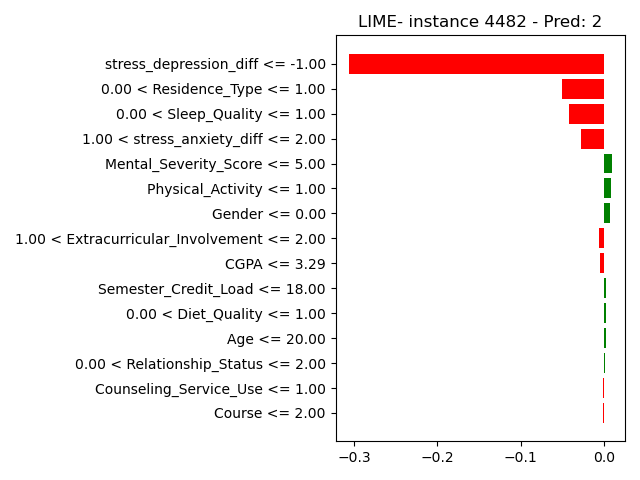 LIME- instance 4482 - Pred: 2
stress_depression_diff <= -1.00
0.00 < Residence_Type <= 1.00
0.00 < Sleep_Quality <= 1.00
1.00 < stress_anxiety_diff <= 2.00
Mental_Severity_Score <= 5.00
Physical_Activity <= 1.00
Gender <= 0.00
1.00 < Extracurricular_Involvement <= 2.00
CGPA <= 3.29
Semester_Credit_Load <= 18.00
0.00 < Diet_Quality <= 1.00
Age <= 20.00
0.00 < Relationship_Status <= 2.00
Counseling_Service_Use <= 1.00
Course <= 2.00
−0.3 −0.2 −0.1 0.0